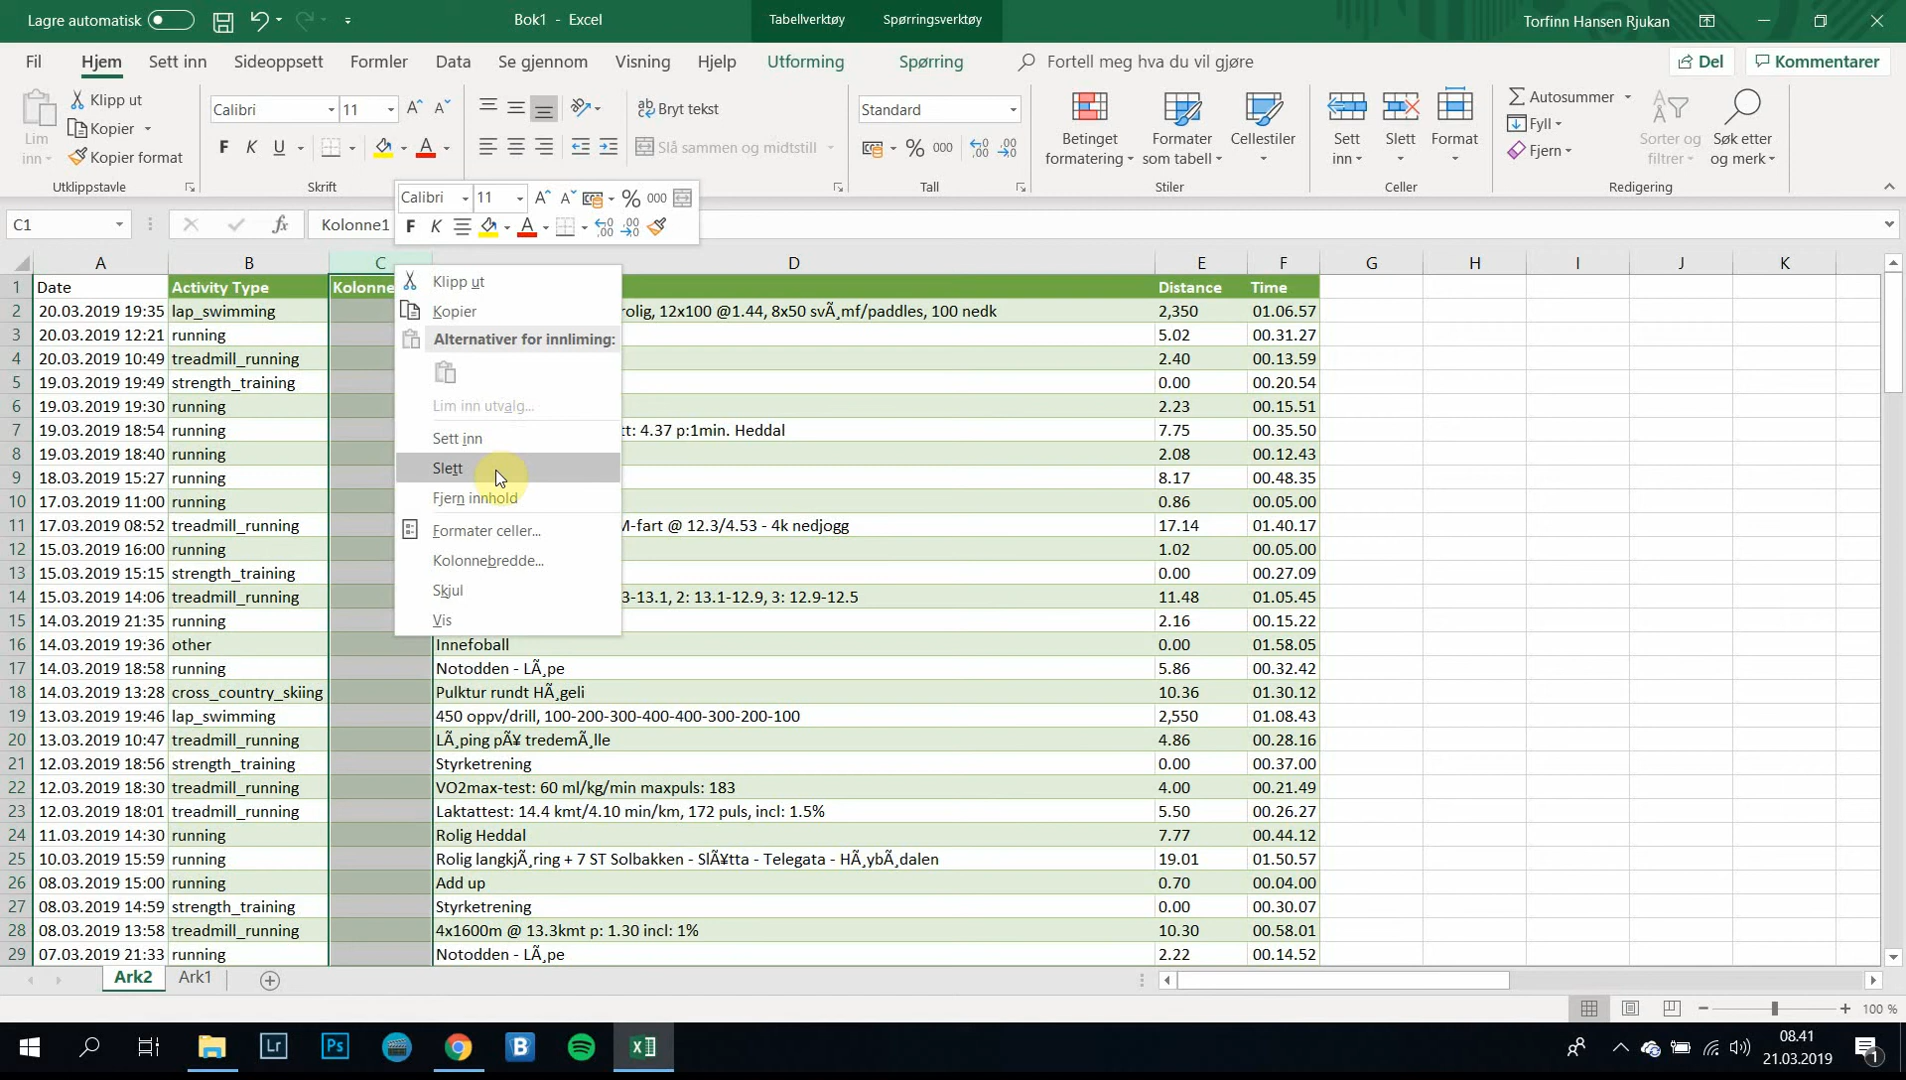 Lagre automatisk
Bok1 - Excel
Tabellverktøy
Spørringsverktøy
Torfinn Hansen Rjukan
Fil Hjem Sett inn Sideoppsett Formler Data Se gjennom Visning Hjelp Utforming Spørring Fortell meg hva du vil gjøre Del Kommentarer
Lim inn
Klipp ut
Kopier
Kopier format
Utklippstavle
Calibri 11
F K U
Skrift
Bryt tekst
Slå sammen og midtstill
Standard
% 000
Tall
Betinget formatering
Formater som tabell
Cellestiler
Stiler
Sett inn
Slett
Format
Celler
Autosummer
Fyll
Fjern
Sorter og filtrer
Søk etter og merk
Redigering
Calibri 11 % 000
F K
C1 fx Kolonne1
A B C D E F G H I J K
1 Date Activity Type Kolonne Distance Time
2 20.03.2019 19:35 lap_swimming rolig, 12x100 @1.44, 8x50 svÃ¸mf/paddles, 100 nedk 2,350 01.06.57
3 20.03.2019 12:21 running 5.02 00.31.27
4 20.03.2019 10:49 treadmill_running 2.40 00.13.59
5 19.03.2019 19:49 strength_training 0.00 00.20.54
6 19.03.2019 19:30 running 2.23 00.15.51
7 19.03.2019 18:54 running tt: 4.37 p:1min. Heddal 7.75 00.35.50
8 19.03.2019 18:40 running 2.08 00.12.43
9 18.03.2019 15:27 running 8.17 00.48.35
10 17.03.2019 11:00 running 0.86 00.05.00
11 17.03.2019 08:52 treadmill_running M-fart @ 12.3/4.53 - 4k nedjogg 17.14 01.40.17
12 15.03.2019 16:00 running 1.02 00.05.00
13 15.03.2019 15:15 strength_training 0.00 00.27.09
14 15.03.2019 14:06 treadmill_running 3-13.1, 2: 13.1-12.9, 3: 12.9-12.5 11.48 01.05.45
15 14.03.2019 21:35 running 2.16 00.15.22
16 14.03.2019 19:36 other Innefoball 0.00 01.58.05
17 14.03.2019 18:58 running Notodden - LÃ¸pe 5.86 00.32.42
18 14.03.2019 13:28 cross_country_skiing Pulktur rundt HÃ¸geli 10.36 01.30.12
19 13.03.2019 19:46 lap_swimming 450 oppv/drill, 100-200-300-400-400-300-200-100 2,550 01.08.43
20 13.03.2019 10:47 treadmill_running LÃ¸ping pÃ¥ tredemÃ¸lle 4.86 00.28.16
21 12.03.2019 18:56 strength_training Styrketrening 0.00 00.37.00
22 12.03.2019 18:30 treadmill_running VO2max-test: 60 ml/kg/min maxpuls: 183 4.00 00.21.49
23 12.03.2019 18:01 treadmill_running Laktattest: 14.4 kmt/4.10 min/km, 172 puls, incl: 1.5% 5.50 00.26.27
24 11.03.2019 14:30 running Rolig Heddal 7.77 00.44.12
25 10.03.2019 15:59 running Rolig langkjÃ¸ring + 7 ST Solbakken - SlÃ¥tta - Telegata - HÃ¸ybÃ¸dalen 19.01 01.50.57
26 08.03.2019 15:00 running Add up 0.70 00.04.00
27 08.03.2019 14:59 strength_training Styrketrening 0.00 00.30.07
28 08.03.2019 13:58 treadmill_running 4x1600m @ 13.3kmt p: 1.30 incl: 1% 10.30 00.58.01
29 07.03.2019 21:33 running Notodden - LÃ¸pe 2.22 00.14.52
Klipp ut
Kopier
Alternativer for innliming:
Lim inn utvalg...
Sett inn
Slett
Fjern innhold
Formater celler...
Kolonnebredde...
Skjul
Vis
Ark2 Ark1
100 %
Lr Ps B
08.41
21.03.2019
1